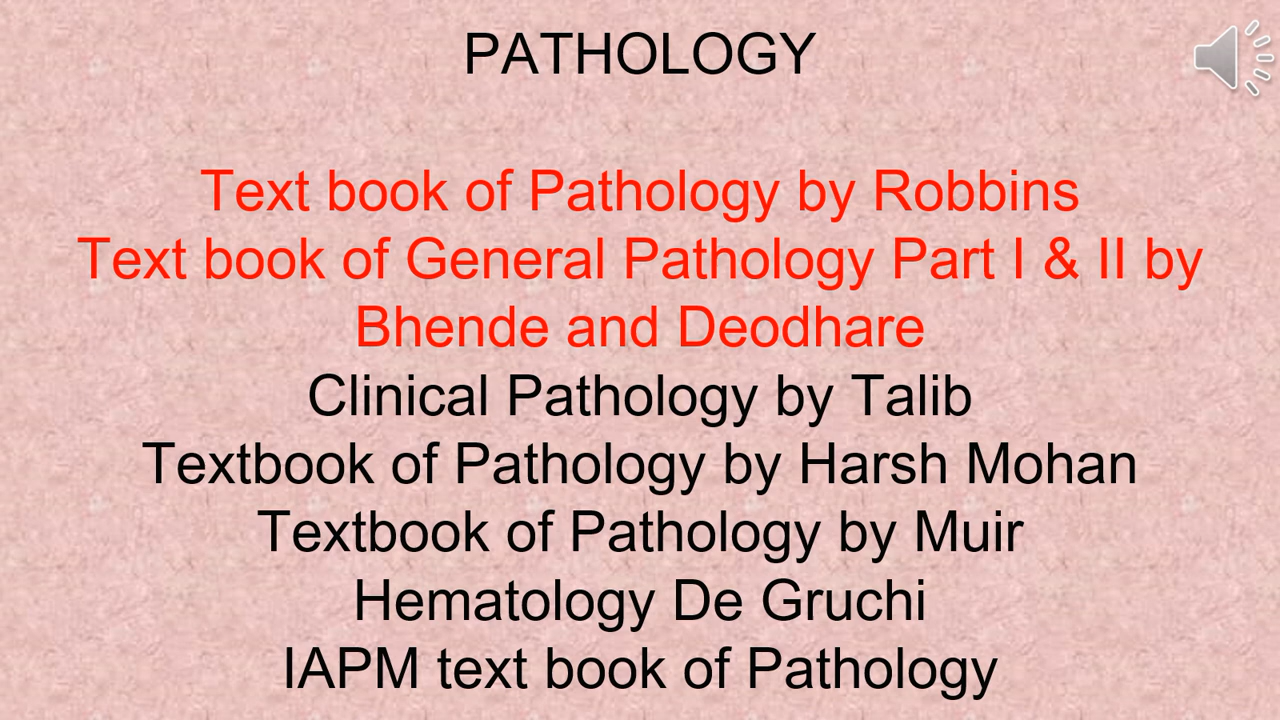 PATHOLOGY
Text book of Pathology by Robbins
Text book of General Pathology Part I & II by
Bhende and Deodhare
Clinical Pathology by Talib
Textbook of Pathology by Harsh Mohan
Textbook of Pathology by Muir
Hematology De Gruchi
IAPM text book of Pathology